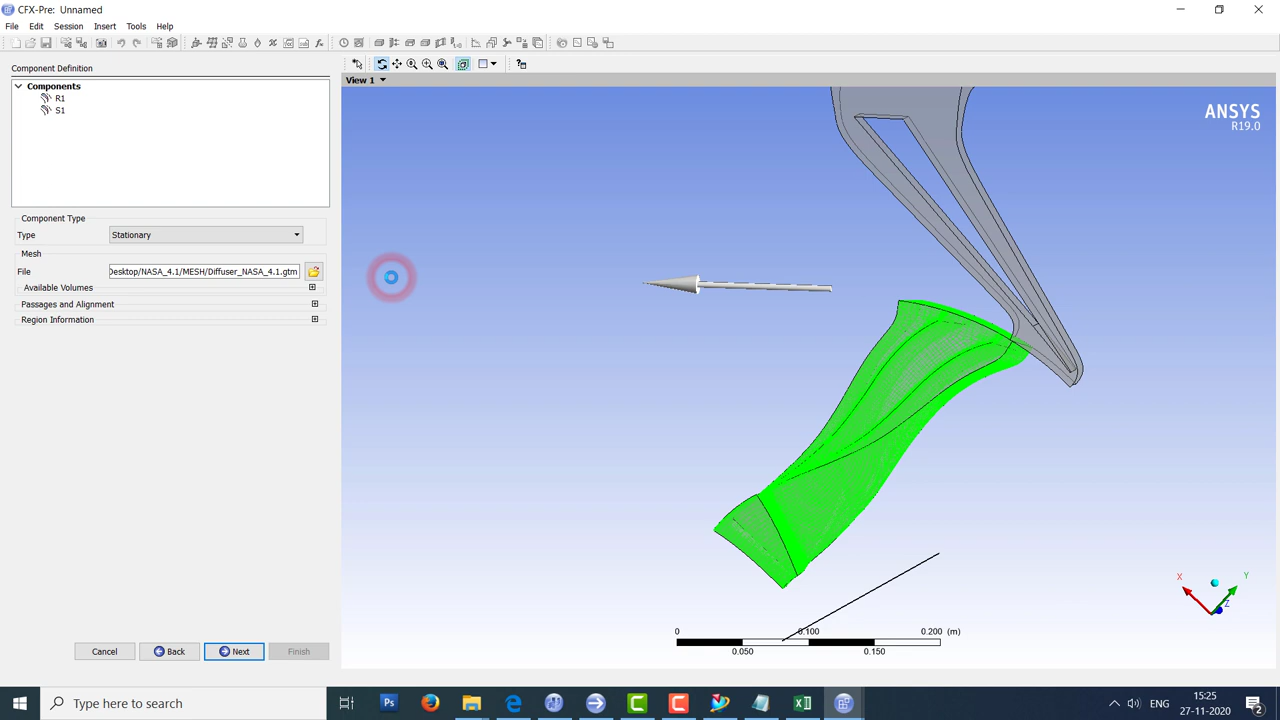 CFX-Pre: Unnamed
File Edit Session Insert Tools Help
Component Definition
Components
R1
S1
Component Type
Type Stationary
Mesh
File Desktop/NASA_4.1/MESH/Diffuser_NASA_4.1.gtm
Available Volumes
Passages and Alignment
Region Information
Cancel Back Next Finish
View 1
ANSYS
R19.0
0 0.100 0.200 (m)
0.050 0.150
X Y Z
Type here to search
Ps
ENG
15:25
27-11-2020
2